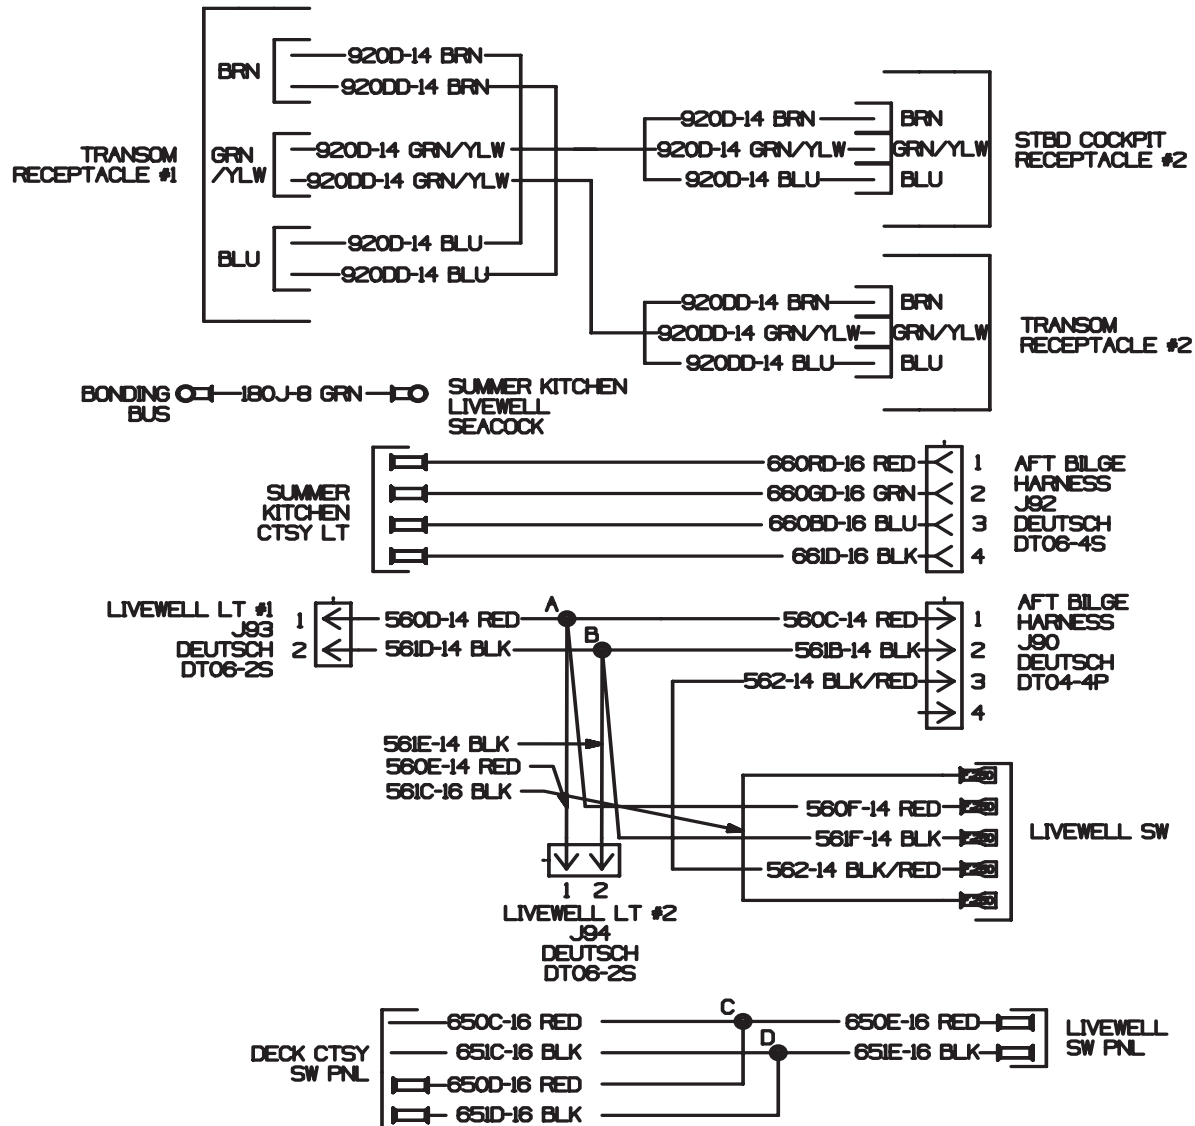 BRN
920D-14 BRN
920DD-14 BRN
TRANSOM
RECEPTACLE #1
GRN
/YLW
920D-14 GRN/YLW
920DD-14 GRN/YLW
BLU
920D-14 BLU
920DD-14 BLU
920D-14 BRN
BRN
920D-14 GRN/YLW
GRN/YLW
920D-14 BLU
BLU
STBD COCKPIT
RECEPTACLE #2
920DD-14 BRN
BRN
920DD-14 GRN/YLW
GRN/YLW
920DD-14 BLU
BLU
TRANSOM
RECEPTACLE #2
BONDING
BUS
180J-8 GRN
SUMMER KITCHEN
LIVEWELL
SEACOCK
SUMMER
KITCHEN
CTSY LT
660RD-16 RED
1
660GD-16 GRN
2
660BD-16 BLU
3
661D-16 BLK
4
AFT BILGE
HARNESS
J92
DEUTSCH
DT06-4S
LIVEWELL LT #1
J93
DEUTSCH
DT06-2S
1
560D-14 RED
A
560C-14 RED
1
2
561D-14 BLK
B
561B-14 BLK
2
562-14 BLK/RED
3
4
AFT BILGE
HARNESS
J90
DEUTSCH
DT04-4P
561E-14 BLK
560E-14 RED
561C-16 BLK
560F-14 RED
561F-14 BLK
562-14 BLK/RED
LIVEWELL SW
1 2
LIVEWELL LT #2
J94
DEUTSCH
DT06-2S
DECK CTSY
SW PNL
650C-16 RED
C
650E-16 RED
651C-16 BLK
D
651E-16 BLK
650D-16 RED
651D-16 BLK
LIVEWELL
SW PNL